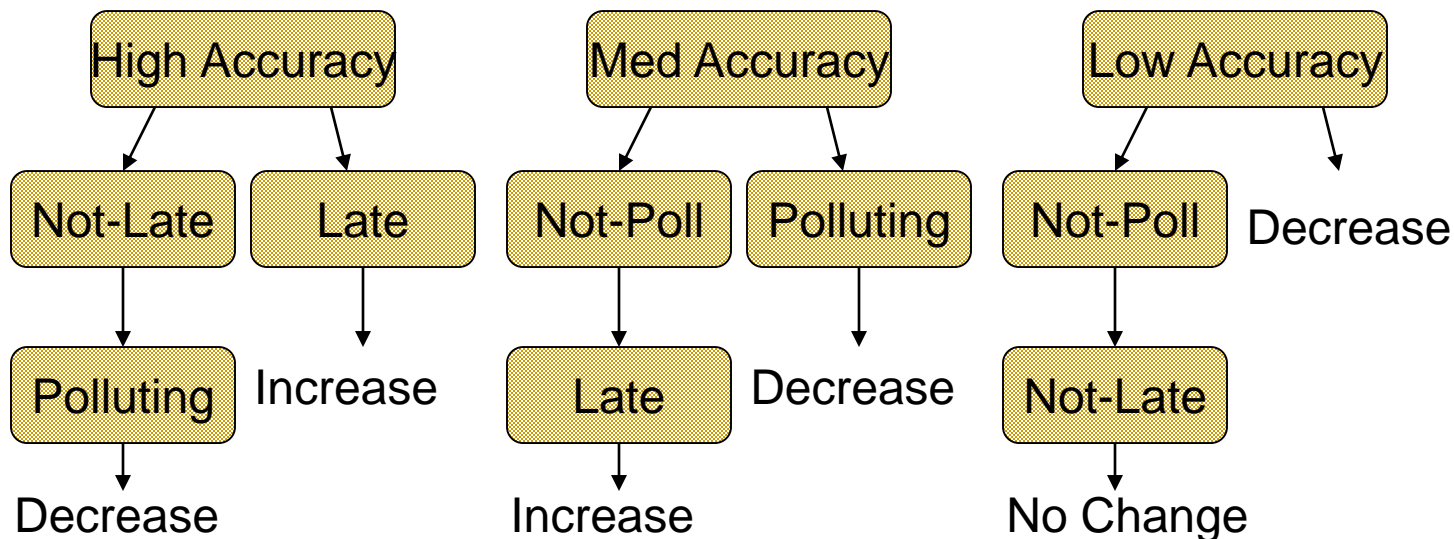 High Accuracy
Med Accuracy
Low Accuracy
Not-Late
Late
Not-Poll
Polluting
Not-Poll
Decrease
Polluting
Increase
Late
Decrease
Not-Late
Decrease
Increase
No Change